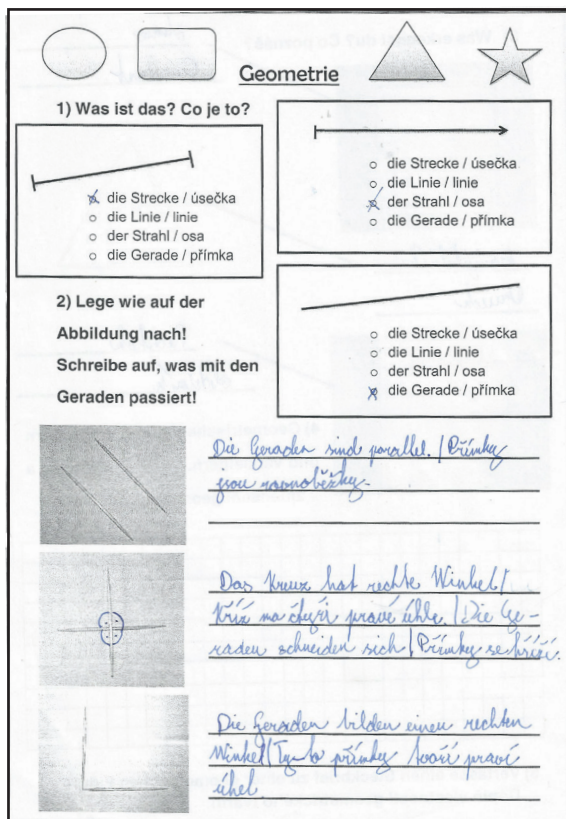 Geometrie
1) Was ist das? Co je to?
die Strecke / úsečka
die Linie / linie
der Strahl / osa
die Gerade / přímka
die Strecke / úsečka
die Linie / linie
der Strahl / osa
die Gerade / přímka
2) Lege wie auf der
Abbildung nach!
Schreibe auf, was mit den
Geraden passiert!
die Strecke / úsečka
die Linie / linie
der Strahl / osa
die Gerade / přímka
Die Geraden sind parallel. / Přímky
jsou rovnoběžky.
Das Kreuz hat rechte Winkel /
Kříž má čtyři pravé úhle. / Die Ge-
raden schneiden sich / Přímky se kříží.
Die Geraden bilden einen rechten
Winkel / Ty to přímky tvoří pravý
úhel.